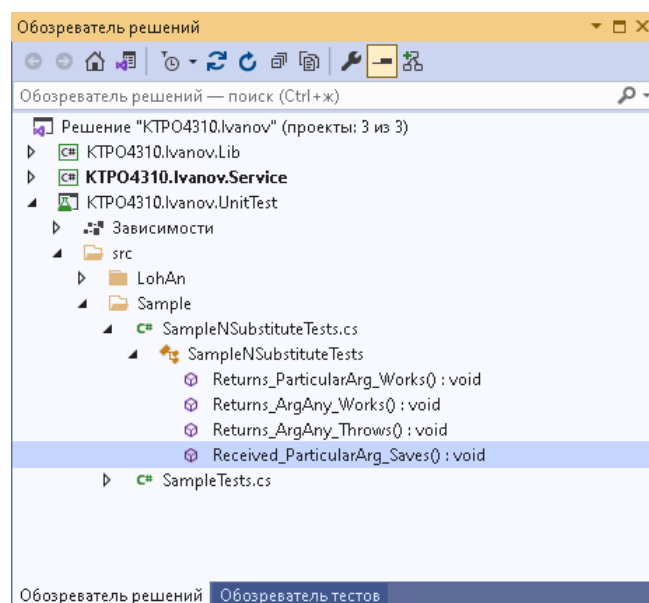 Обозреватель решений
Обозреватель решений — поиск (Ctrl+ж)
Решение "KTPO4310.Ivanov" (проекты: 3 из 3)
C# KTPO4310.Ivanov.Lib
C# KTPO4310.Ivanov.Service
KTPO4310.Ivanov.UnitTest
Зависимости
src
LohAn
Sample
C# SampleNSubstituteTests.cs
SampleNSubstituteTests
Returns_ParticularArg_Works() : void
Returns_ArgAny_Works() : void
Returns_ArgAny_Throws() : void
Received_ParticularArg_Saves() : void
C# SampleTests.cs
Обозреватель решений Обозреватель тестов